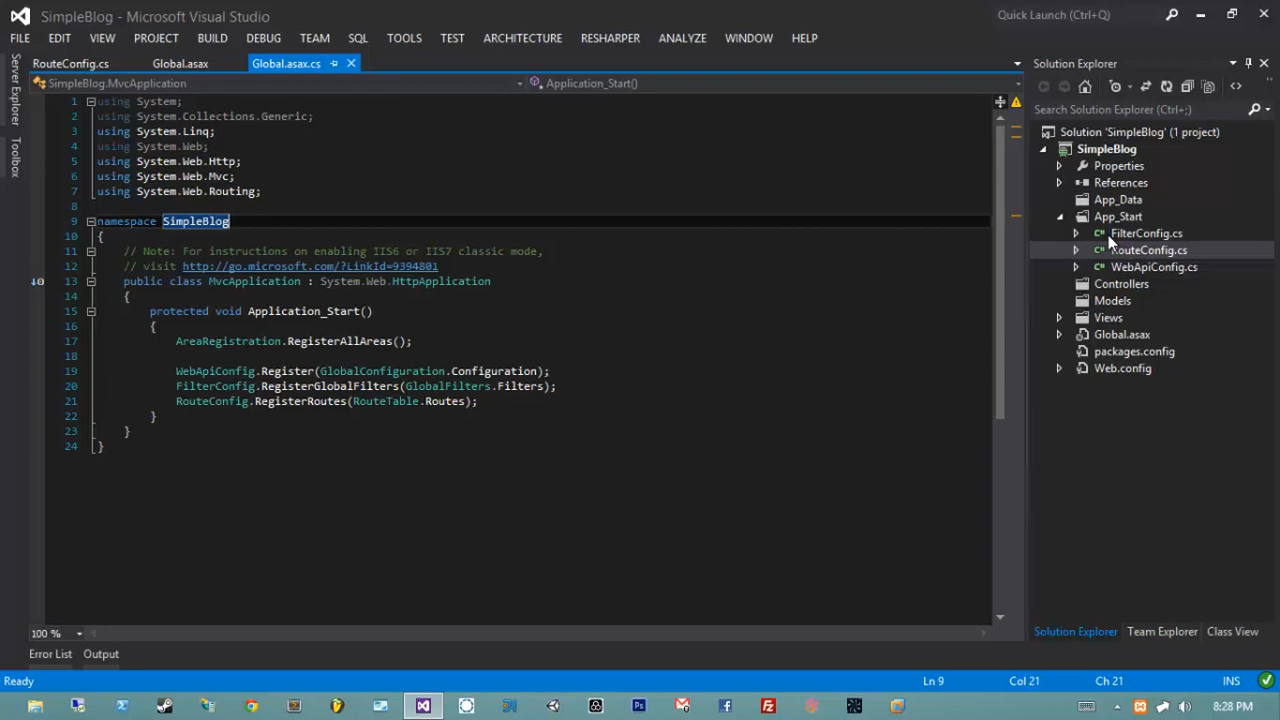 SimpleBlog - Microsoft Visual Studio
Quick Launch (Ctrl+Q)
FILE EDIT VIEW PROJECT BUILD DEBUG TEAM SQL TOOLS TEST ARCHITECTURE RESHARPER ANALYZE WINDOW HELP
Server Explorer
Toolbox
RouteConfig.cs Global.asax Global.asax.cs
SimpleBlog.MvcApplication Application_Start()
1 using System;
2 using System.Collections.Generic;
3 using System.Linq;
4 using System.Web;
5 using System.Web.Http;
6 using System.Web.Mvc;
7 using System.Web.Routing;
8
9 namespace SimpleBlog
10 {
11 // Note: For instructions on enabling IIS6 or IIS7 classic mode,
12 // visit http://go.microsoft.com/?LinkId=9394801
13 public class MvcApplication : System.Web.HttpApplication
14 {
15 protected void Application_Start()
16 {
17 AreaRegistration.RegisterAllAreas();
18
19 WebApiConfig.Register(GlobalConfiguration.Configuration);
20 FilterConfig.RegisterGlobalFilters(GlobalFilters.Filters);
21 RouteConfig.RegisterRoutes(RouteTable.Routes);
22 }
23 }
24 }
100 %
Error List Output
Solution Explorer
Search Solution Explorer (Ctrl+;)
Solution 'SimpleBlog' (1 project)
SimpleBlog
Properties
References
App_Data
App_Start
C# FilterConfig.cs
C# RouteConfig.cs
C# WebApiConfig.cs
Controllers
Models
Views
Global.asax
packages.config
Web.config
Solution Explorer Team Explorer Class View
Ready Ln 9 Col 21 Ch 21 INS
8:28 PM